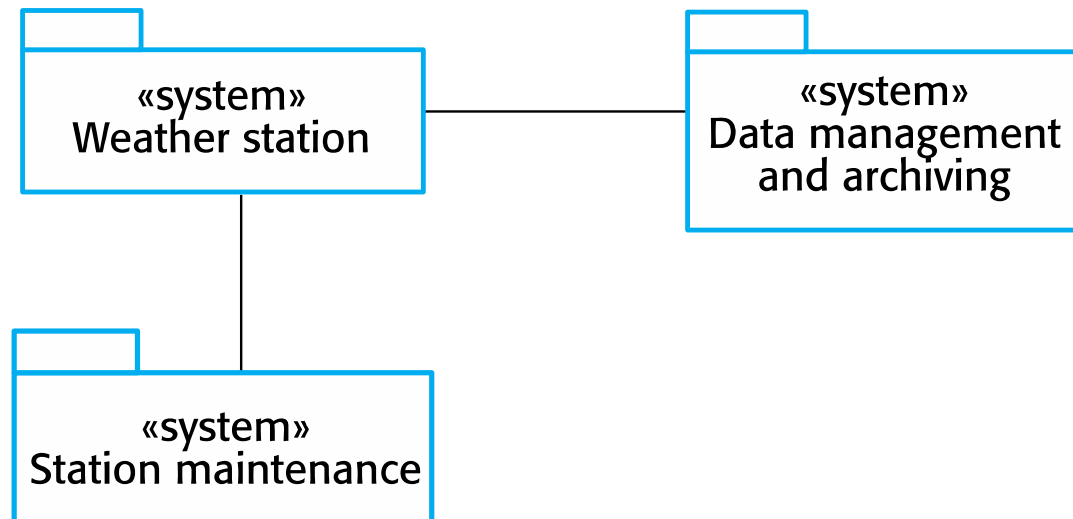 «system»
Weather station
«system»
Data management
and archiving
«system»
Station maintenance